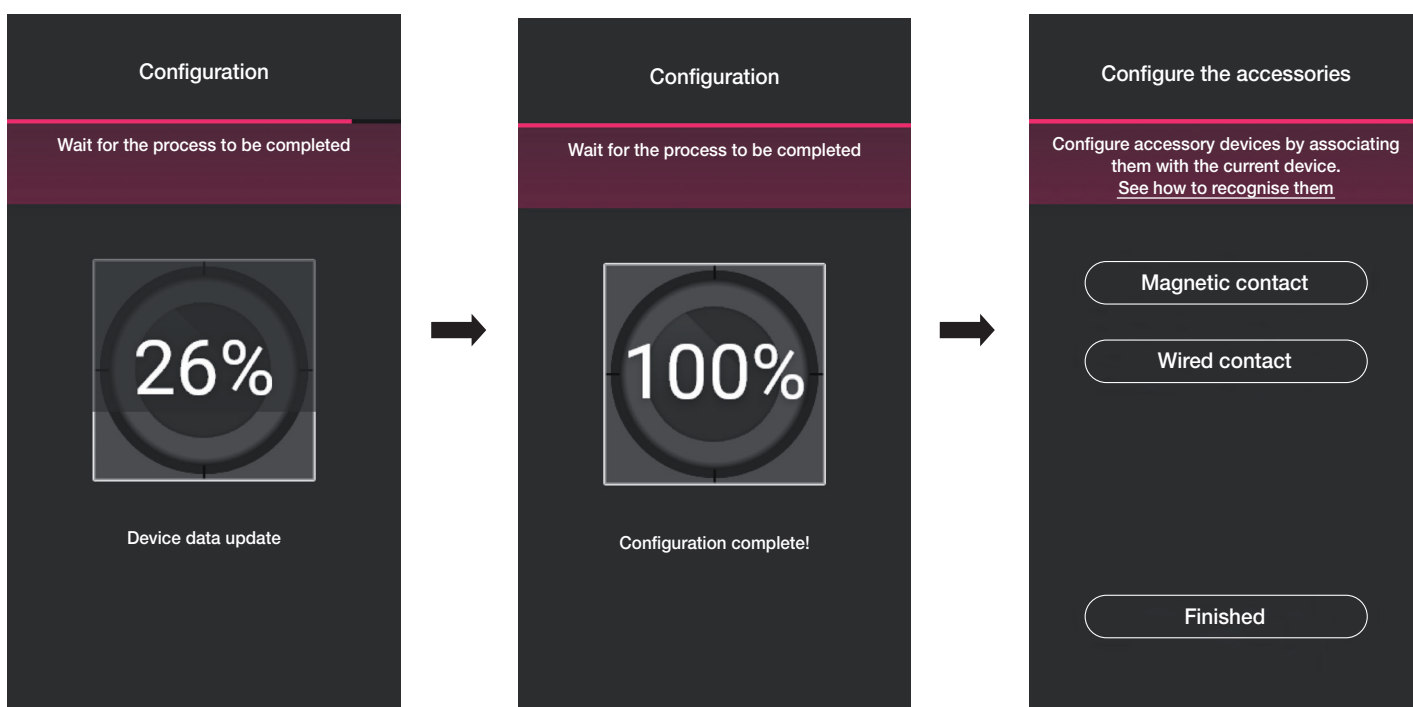 Configuration
Wait for the process to be completed
26%
Device data update
Configuration
Wait for the process to be completed
100%
Configuration complete!
Configure the accessories
Configure accessory devices by associating
them with the current device.
See how to recognise them
Magnetic contact
Wired contact
Finished